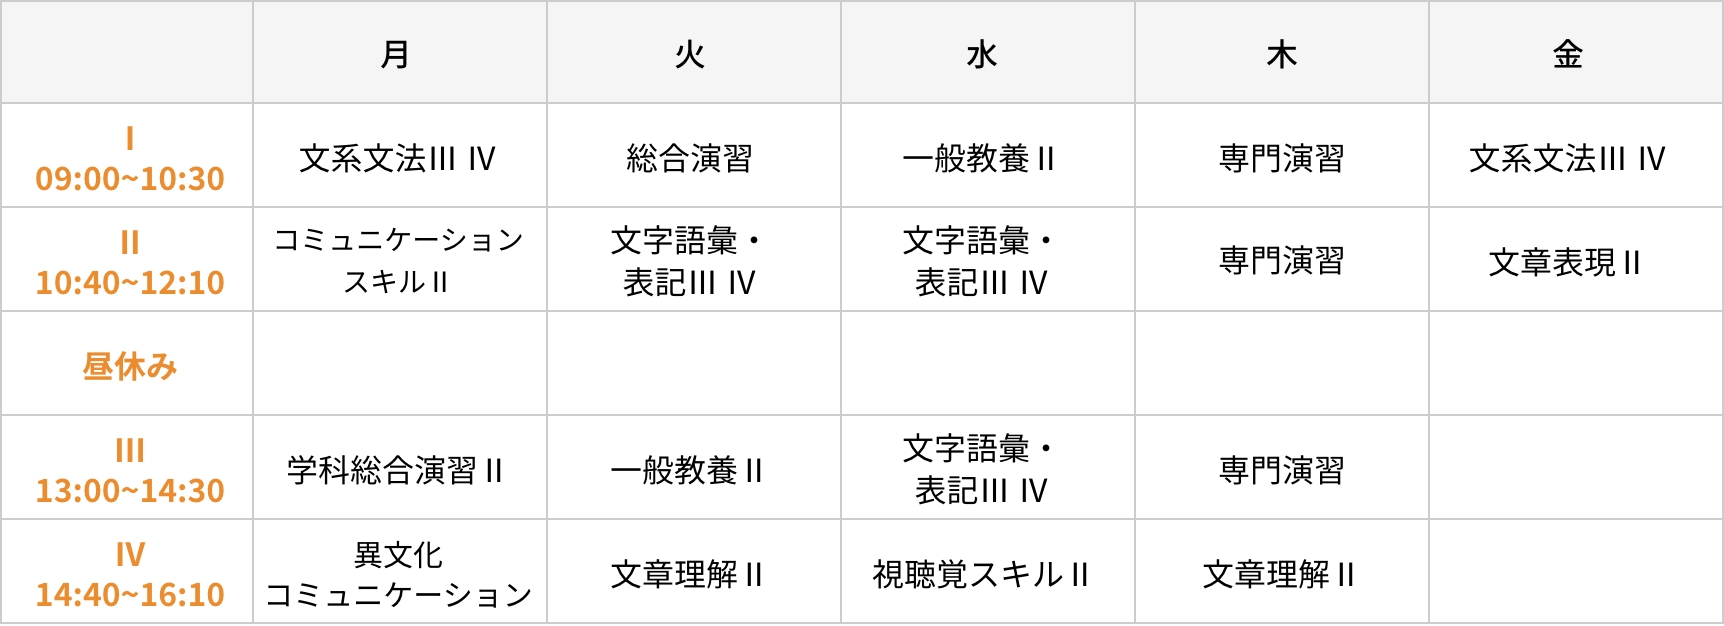 月 火 水 木 金
I
09:00~10:30
文系文法III IV 総合演習 一般教養 II 専門演習 文系文法III IV
II
10:40~12:10
コミュニケーション
スキル II
文字語彙・
表記III IV
文字語彙・
表記III IV
専門演習
文章表現 II
昼休み
III
13:00~14:30
学科総合演習 II
一般教養 II
文字語彙・
表記III IV
専門演習
IV
14:40~16:10
異文化
コミュニケーション
文章理解 II
視聴覚スキル II
文章理解 II